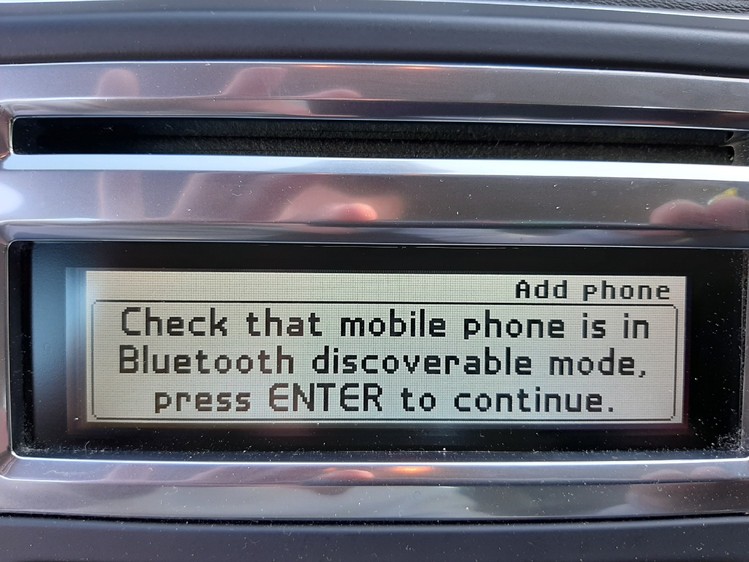 Add phone
Check that mobile phone is in
Bluetooth discoverable mode,
press ENTER to continue.